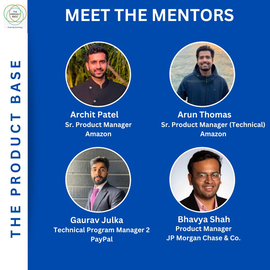 MEET THE MENTORS
THE PRODUCT BASE
Archit Patel
Sr. Product Manager
Amazon
Arun Thomas
Sr. Product Manager (Technical)
Amazon
Gaurav Julka
Technical Program Manager 2
PayPal
Bhavya Shah
Product Manager
JP Morgan Chase & Co.